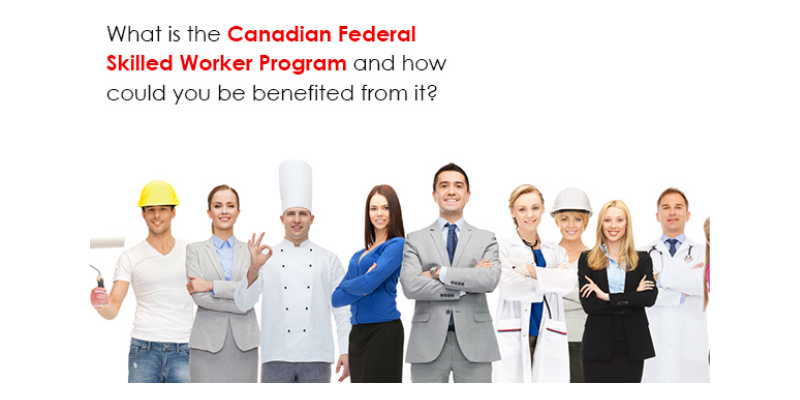 What is the Canadian Federal
Skilled Worker Program and how
could you be benefited from it?